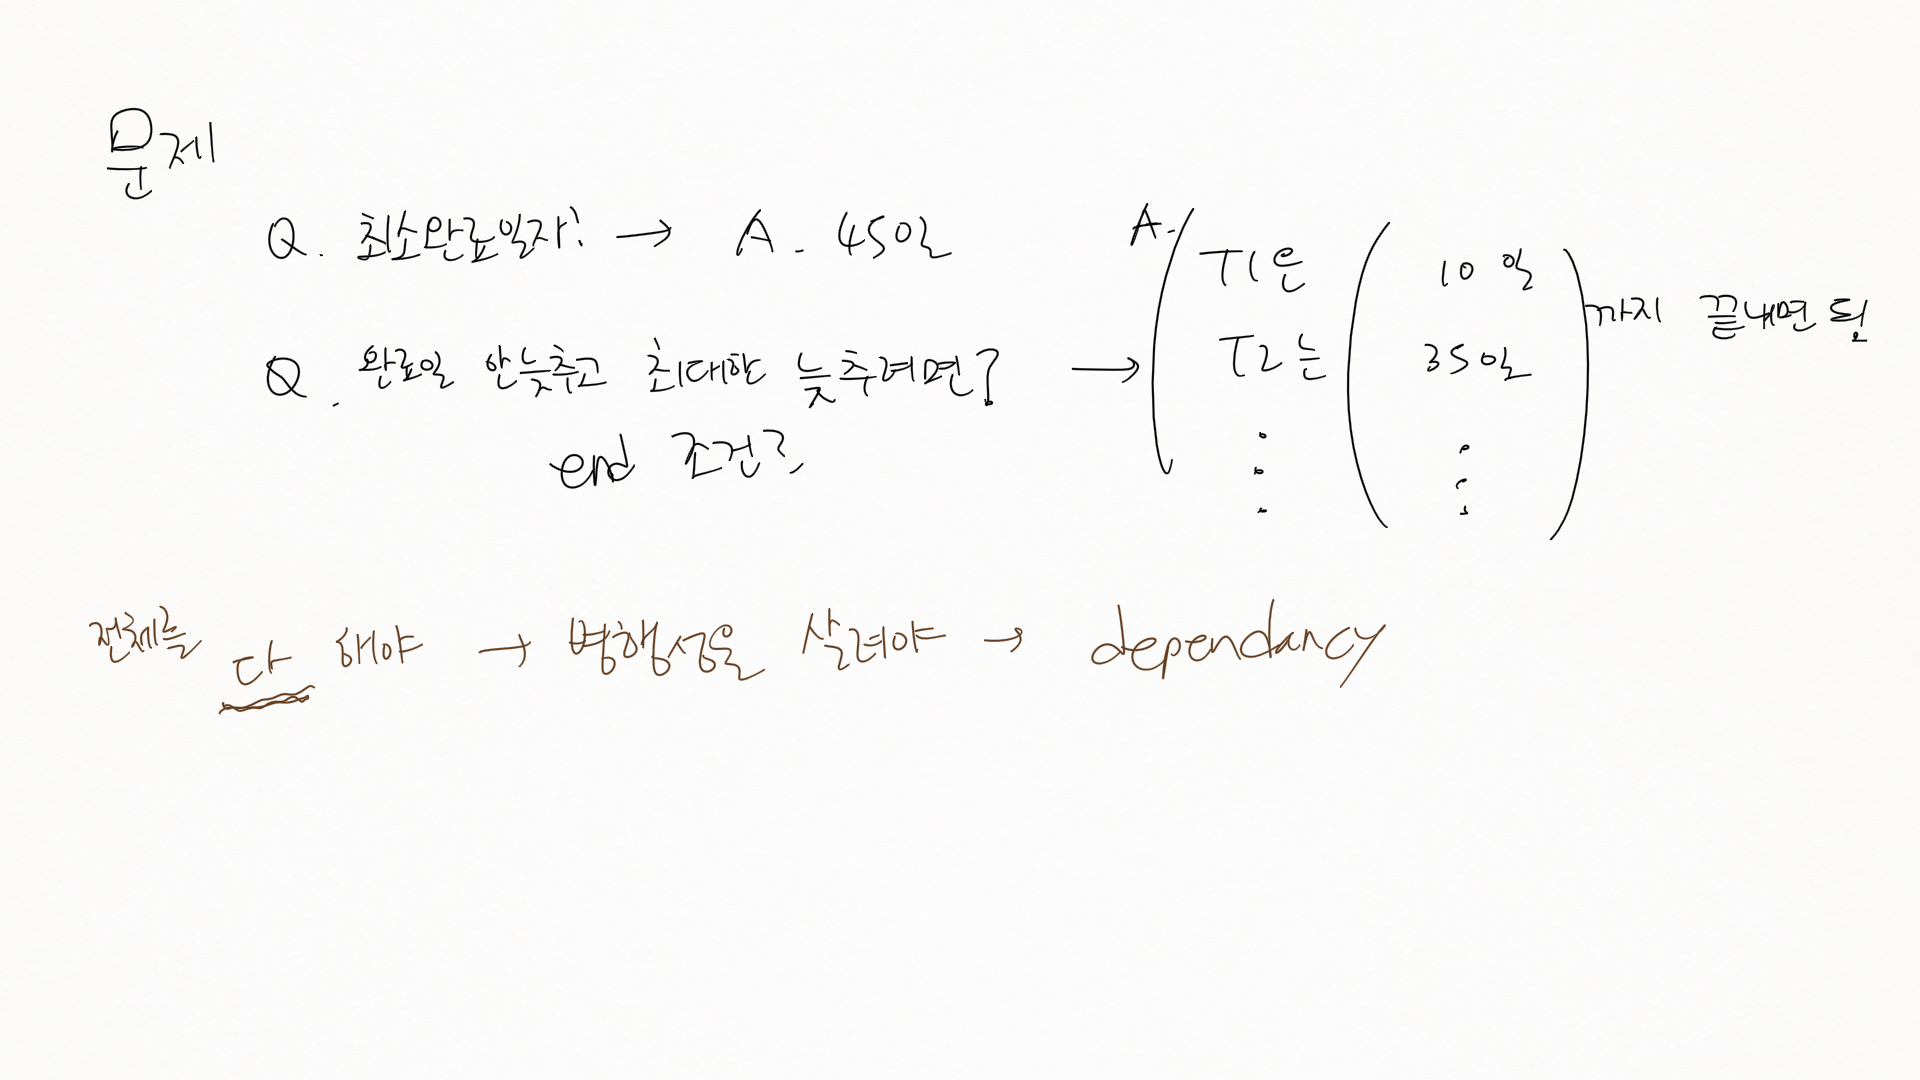 문제
Q. 최소완료일자? → A. 45일
Q. 완료일 안늦추고 최대한 늦추려면? →
end 조건?
A. T1은 10일
T2는 35일
까지 끝내면 됨
전체를 다 해야 → 병행성을 살려야 → dependancy